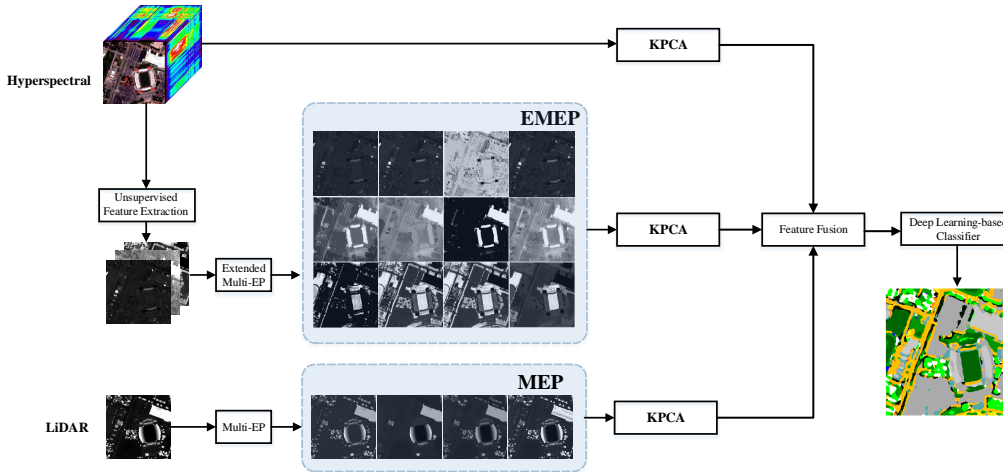 KPCA
Hyperspectral
EMEP
Unsupervised
Feature Extraction
KPCA
Feature Fusion
Deep Learning-based
Classifier
Extended
Multi-EP
MEP
LiDAR
Multi-EP
KPCA